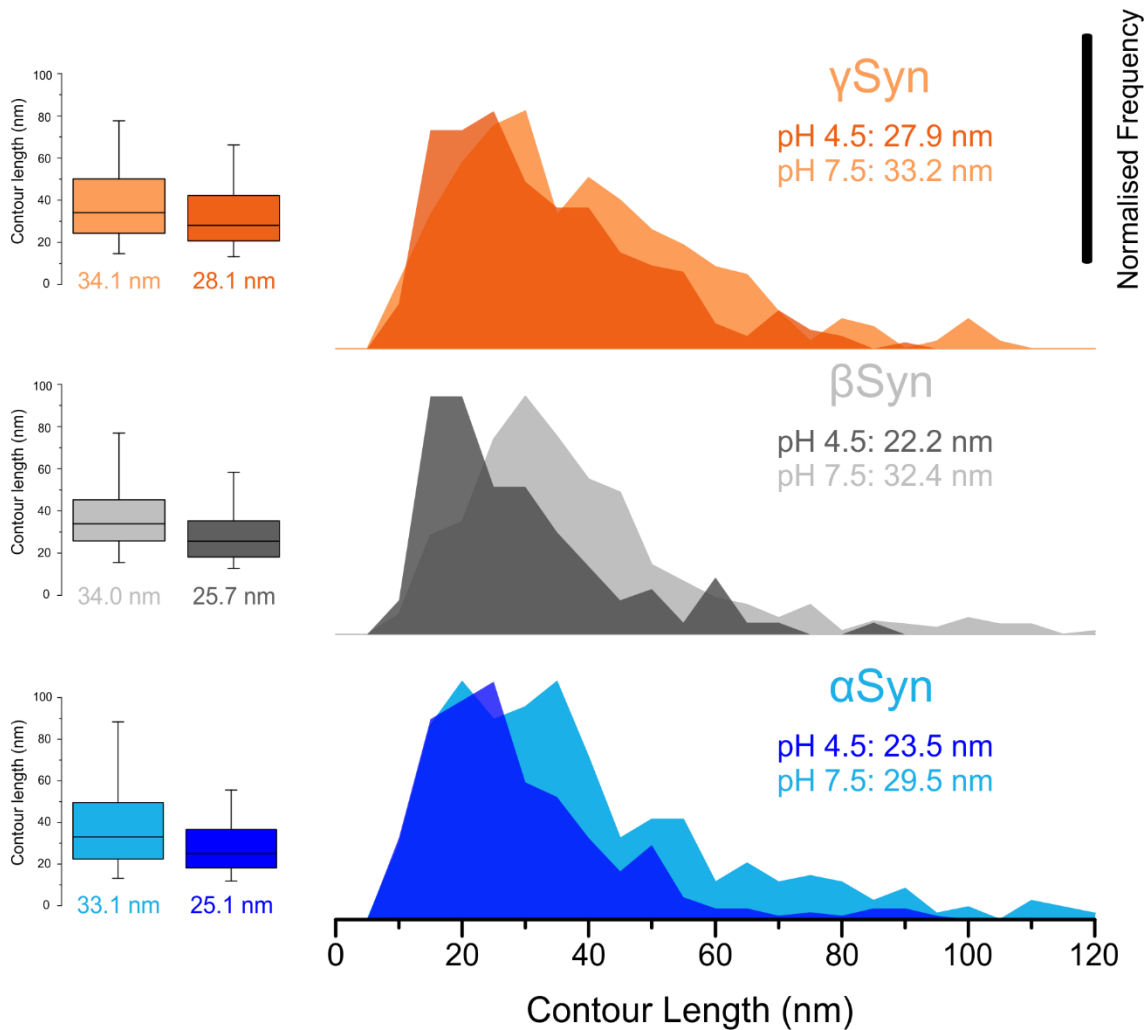 Contour length (nm)
100
80
60
40
20
0
34.1 nm
28.1 nm
γSyn
pH 4.5: 27.9 nm
pH 7.5: 33.2 nm
Normalised Frequency
Contour length (nm)
100
80
60
40
20
0
34.0 nm
25.7 nm
βSyn
pH 4.5: 22.2 nm
pH 7.5: 32.4 nm
Contour length (nm)
100
80
60
40
20
0
33.1 nm
25.1 nm
αSyn
pH 4.5: 23.5 nm
pH 7.5: 29.5 nm
0 20 40 60 80 100 120
Contour Length (nm)